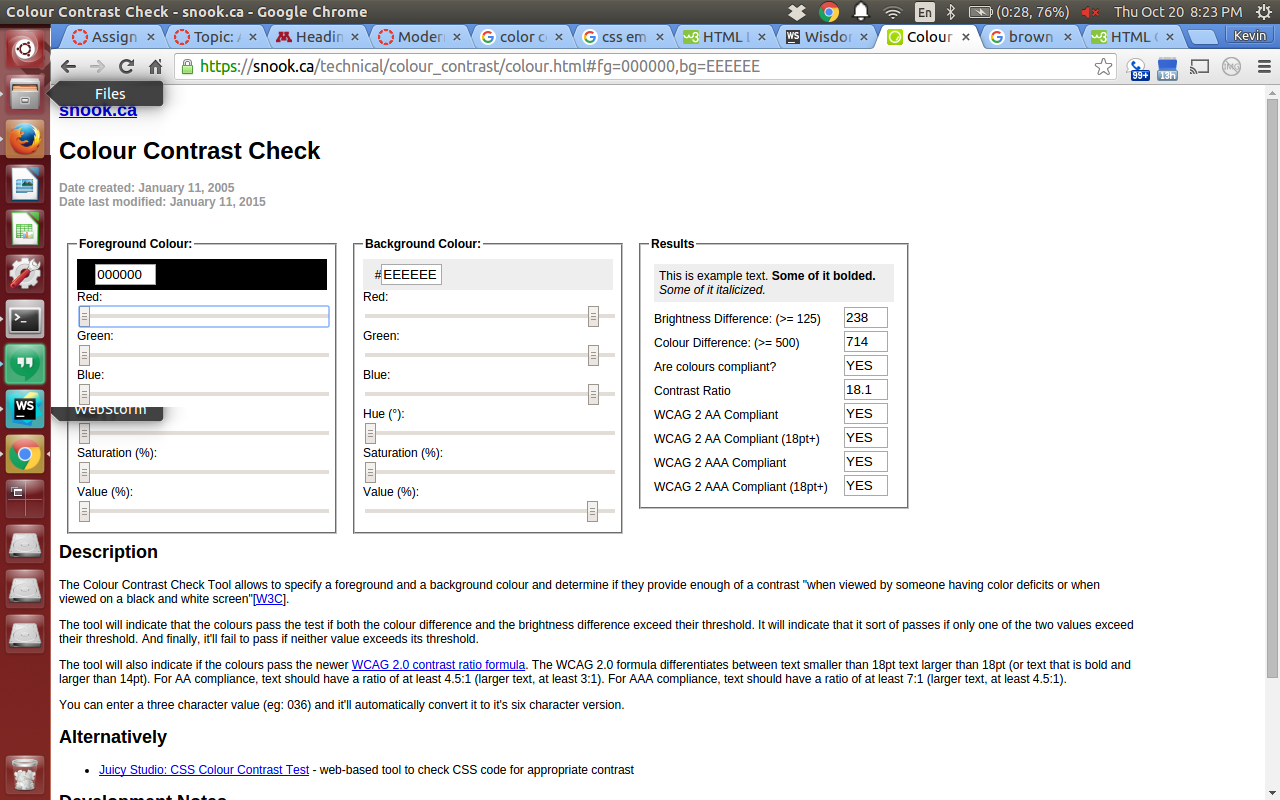 Colour Contrast Check - snook.ca - Google Chrome
En
(0:28, 76%)
Thu Oct 20 8:23 PM
Assign
Topic: A
Headin
Moder
color c
css em
HTML L
WS Wisdo
Colour
brown
HTML C
Kevin
https://snook.ca/technical/colour_contrast/colour.html#fg=000000,bg=EEEEEE
99+
13h
IMG
Files
snook.ca
Colour Contrast Check
Date created: January 11, 2005
Date last modified: January 11, 2015
Foreground Colour:
000000
Red:
Green:
Blue:
WebStorm
WS
Saturation (%):
Value (%):
Background Colour:
#EEEEEE
Red:
Green:
Blue:
Hue (°):
Saturation (%):
Value (%):
Results
This is example text. Some of it bolded.
Some of it italicized.
Brightness Difference: (>= 125) 238
Colour Difference: (>= 500) 714
Are colours compliant? YES
Contrast Ratio 18.1
WCAG 2 AA Compliant YES
WCAG 2 AA Compliant (18pt+) YES
WCAG 2 AAA Compliant YES
WCAG 2 AAA Compliant (18pt+) YES
Description
The Colour Contrast Check Tool allows to specify a foreground and a background colour and determine if they provide enough of a contrast "when viewed by someone having color deficits or when
viewed on a black and white screen"[W3C].
The tool will indicate that the colours pass the test if both the colour difference and the brightness difference exceed their threshold. It will indicate that it sort of passes if only one of the two values exceed
their threshold. And finally, it'll fail to pass if neither value exceeds its threshold.
The tool will also indicate if the colours pass the newer WCAG 2.0 contrast ratio formula. The WCAG 2.0 formula differentiates between text smaller than 18pt text larger than 18pt (or text that is bold and
larger than 14pt). For AA compliance, text should have a ratio of at least 4.5:1 (larger text, at least 3:1). For AAA compliance, text should have a ratio of at least 7:1 (larger text, at least 4.5:1).
You can enter a three character value (eg: 036) and it'll automatically convert it to it's six character version.
Alternatively
• Juicy Studio: CSS Colour Contrast Test - web-based tool to check CSS code for appropriate contrast
Development Notes